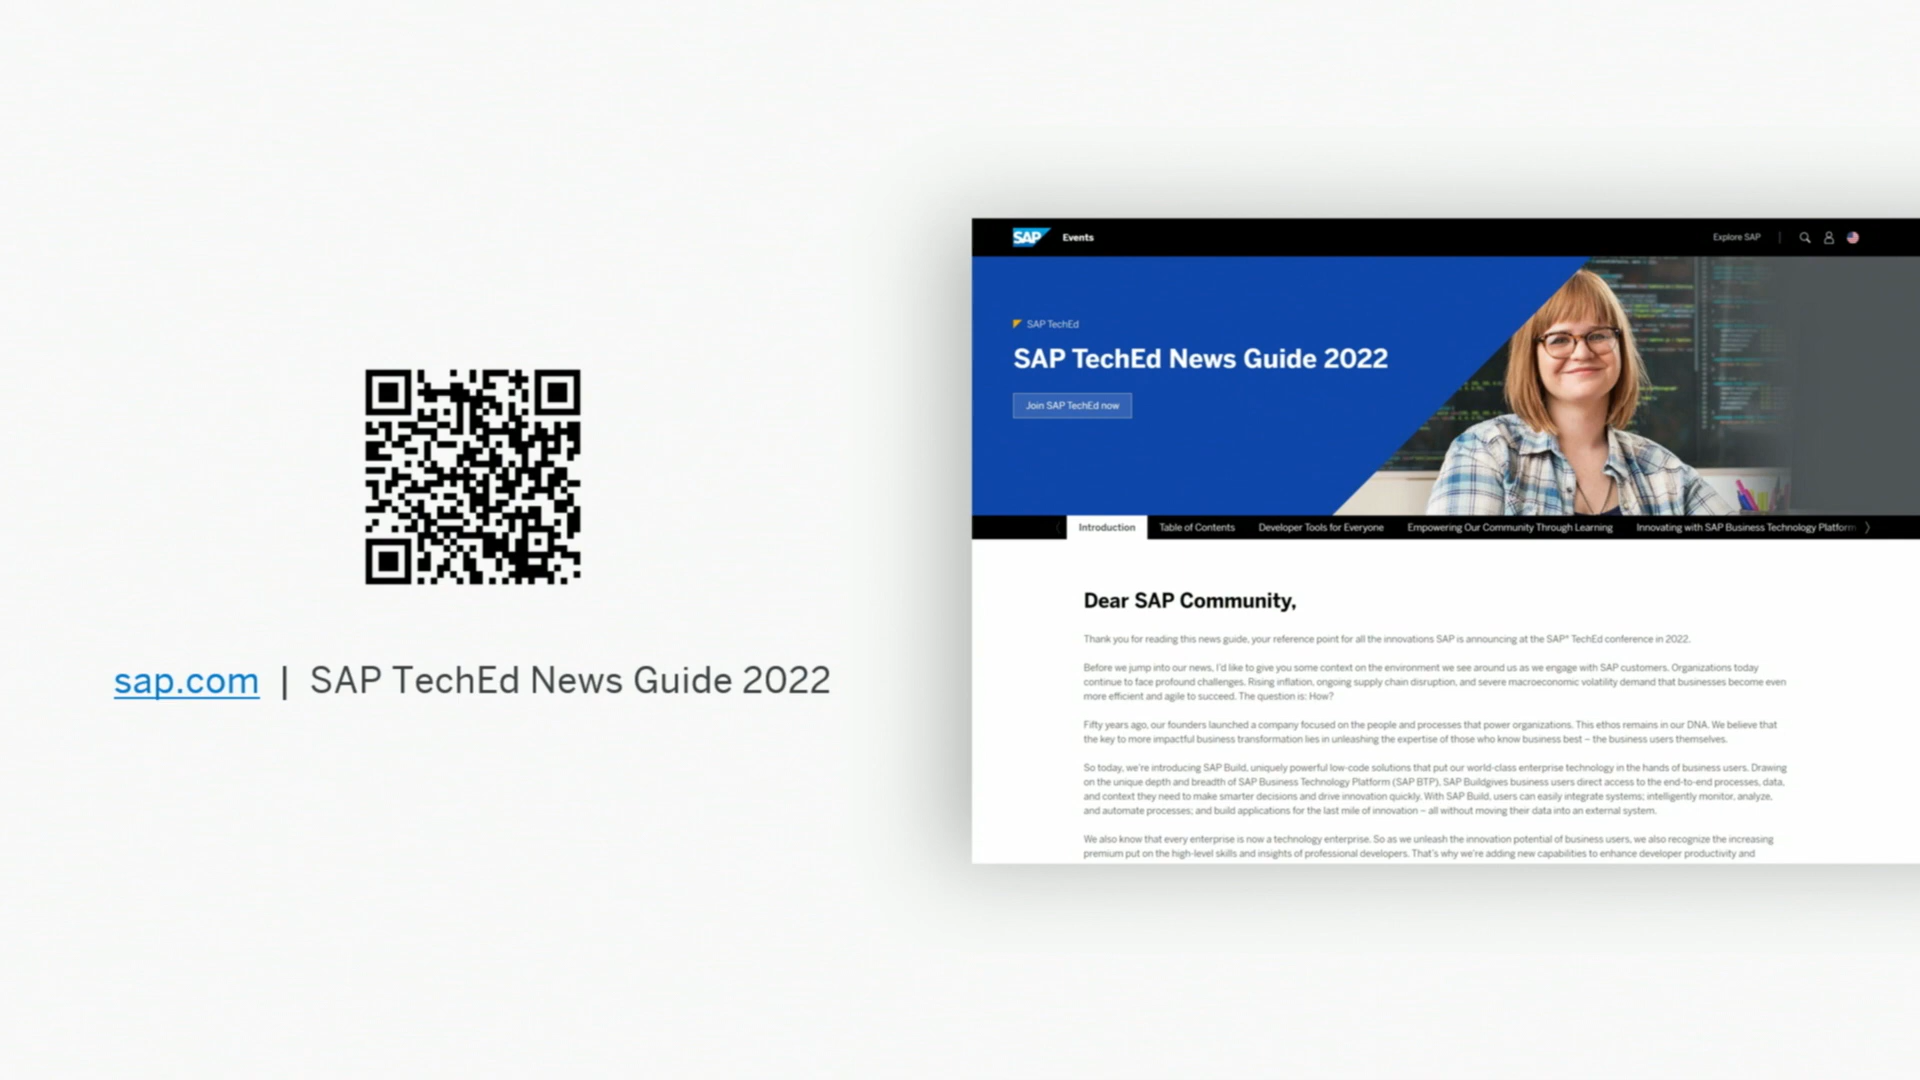 sap.com | SAP TechEd News Guide 2022
SAP Events
Explore SAP |
SAP TechEd
SAP TechEd News Guide 2022
Join SAP TechEd now
Introduction Table of Contents Developer Tools for Everyone Empowering Our Community Through Learning Innovating with SAP Business Technology Platform
Dear SAP Community,
Thank you for reading this news guide, your reference point for all the innovations SAP is announcing at the SAP® TechEd conference in 2022.
Before we jump into our news, I'd like to give you some context on the environment we see around us as we engage with SAP customers. Organizations today
continue to face profound challenges. Rising inflation, ongoing supply chain disruption, and severe macroeconomic volatility demand that businesses become even
more efficient and agile to succeed. The question is: How?
Fifty years ago, our founders launched a company focused on the people and processes that power organizations. This ethos remains in our DNA. We believe that
the key to more impactful business transformation lies in unleashing the expertise of those who know business best – the business users themselves.
So today, we're introducing SAP Build, uniquely powerful low-code solutions that put our world-class enterprise technology in the hands of business users. Drawing
on the unique depth and breadth of SAP Business Technology Platform (SAP BTP), SAP Buildgives business users direct access to the end-to-end processes, data,
and context they need to make smarter decisions and drive innovation quickly. With SAP Build, users can easily integrate systems; intelligently monitor, analyze,
and automate processes; and build applications for the last mile of innovation – all without moving their data into an external system.
We also know that every enterprise is now a technology enterprise. So as we unleash the innovation potential of business users, we also recognize the increasing
premium put on the high-level skills and insights of professional developers. That's why we're adding new capabilities to enhance developer productivity and